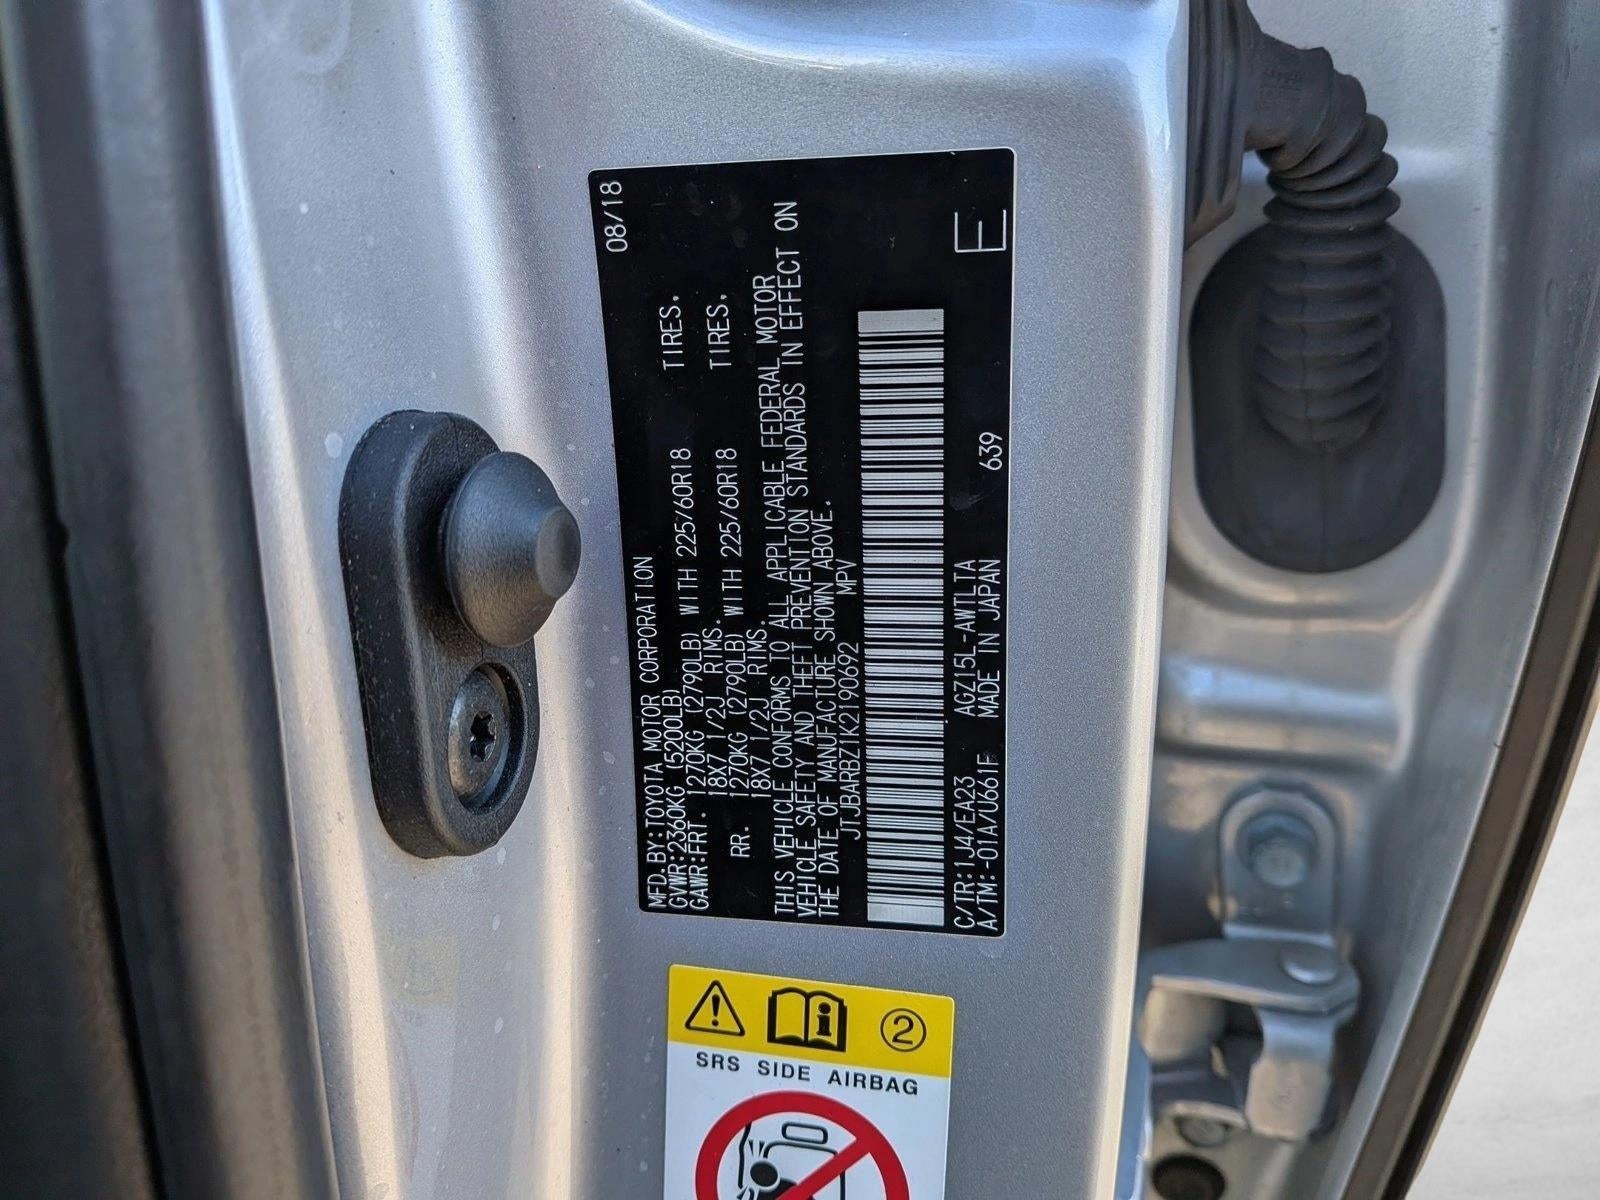 MFD.BY:TOYOTA MOTOR CORPORATION 08/18
GVWR:2360KG (5200LB)
GAWR:FRT. 1270KG (2790LB) WITH 225/60R18 TIRES.
18X7 1/2J RIMS.
RR. 1270KG (2790LB) WITH 225/60R18 TIRES.
18X7 1/2J RIMS.
THIS VEHICLE CONFORMS TO ALL APPLICABLE FEDERAL MOTOR
VEHICLE SAFETY AND THEFT PREVENTION STANDARDS IN EFFECT ON
THE DATE OF MANUFACTURE SHOWN ABOVE.
JTJBARBZ1K2190692 MPV
C/TR:1J4/EA23 AGZ15L-AWTLTA 639
A/TM:-01A/U661F MADE IN JAPAN
E
2
SRS SIDE AIRBAG